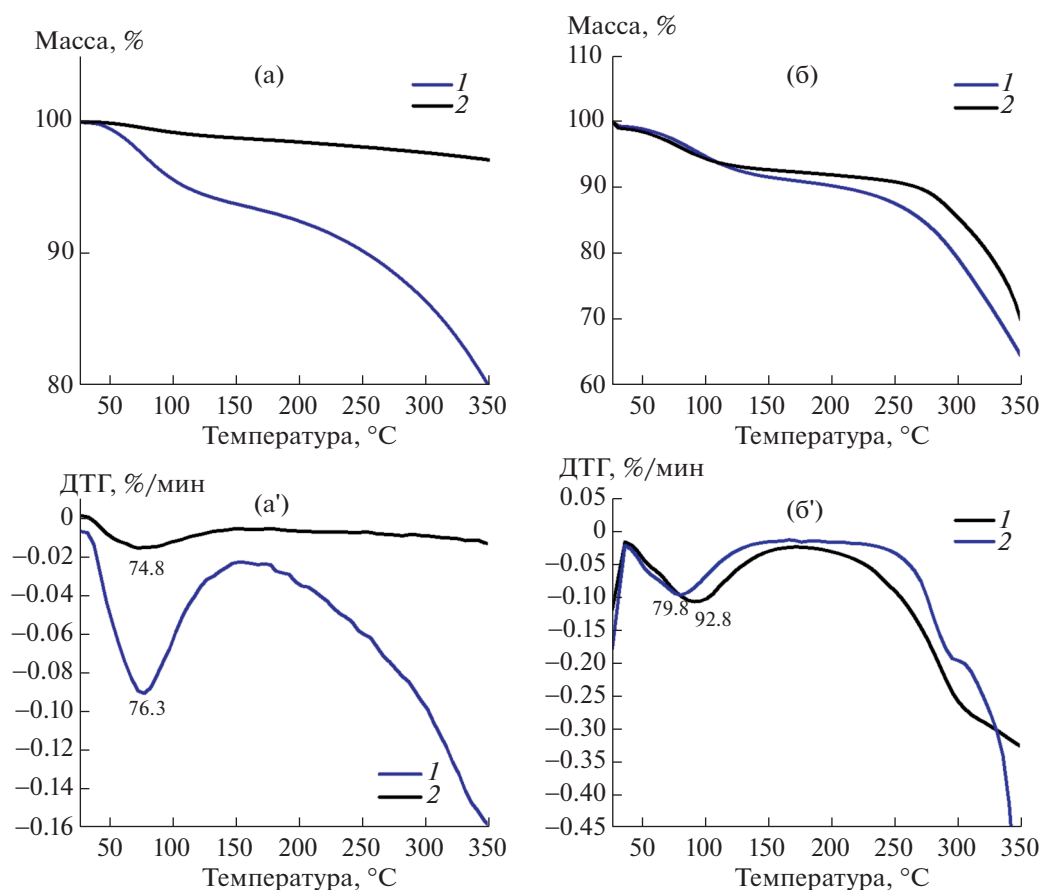 Масса, %
(а)
1
2
100
90
80
50 100 150 200 250 300 350
Температура, °C
Масса, %
110
(б)
1
2
100
90
80
70
60
50 100 150 200 250 300 350
Температура, °C
ДТГ, %/мин
(а')
0
–0.02
–0.04
–0.06
–0.08
–0.10
–0.12
–0.14
–0.16
74.8
76.3
1
2
50 100 150 200 250 300 350
Температура, °C
ДТГ, %/мин
0.05
(б')
0
–0.05
–0.10
–0.15
–0.20
–0.25
–0.30
–0.35
–0.40
–0.45
1
2
79.8
92.8
50 100 150 200 250 300 350
Температура, °C